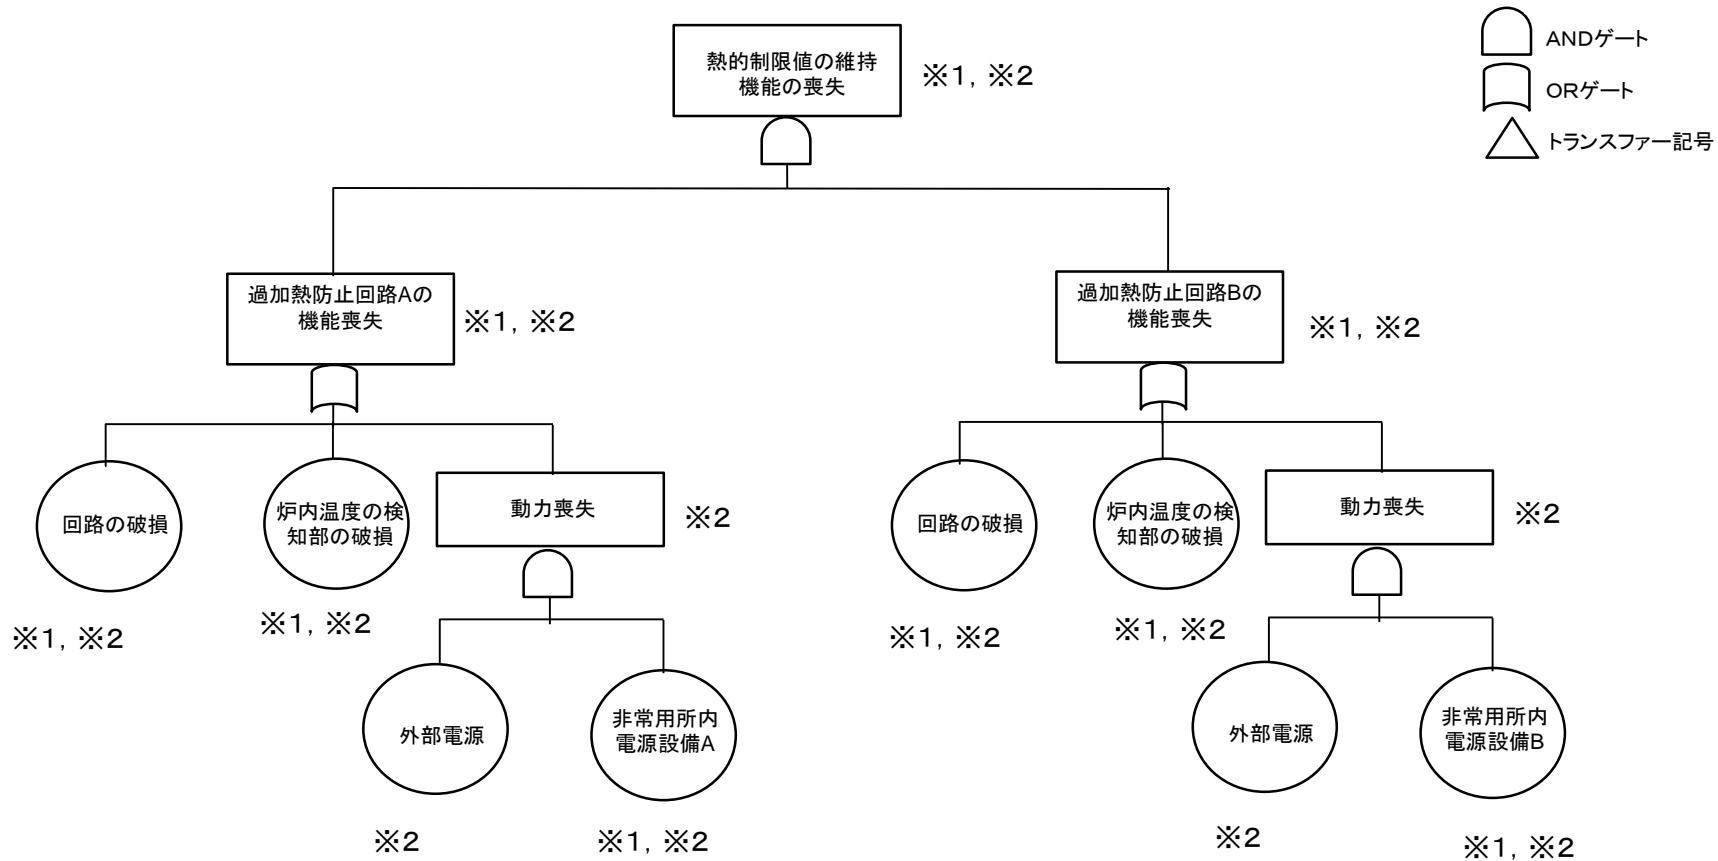 ANDゲート
ORゲート
トランスファー記号
熱的制限値の維持
機能の喪失
※1, ※2
過加熱防止回路Aの
機能喪失
※1, ※2
過加熱防止回路Bの
機能喪失
※1, ※2
回路の破損
※1, ※2
炉内温度の検
知部の破損
※1, ※2
動力喪失
※2
回路の破損
※1, ※2
炉内温度の検
知部の破損
※1, ※2
動力喪失
※2
外部電源
※2
非常用所内
電源設備A
※1, ※2
外部電源
※2
非常用所内
電源設備B
※1, ※2